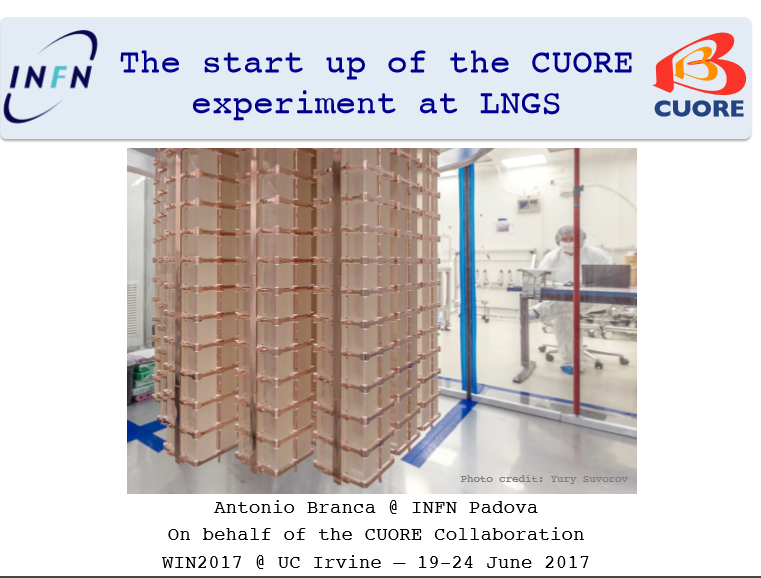 INFN
The start up of the CUORE
experiment at LNGS
CUORE
Photo credit: Yury Suvorov
Antonio Branca @ INFN Padova
On behalf of the CUORE Collaboration
WIN2017 @ UC Irvine – 19-24 June 2017